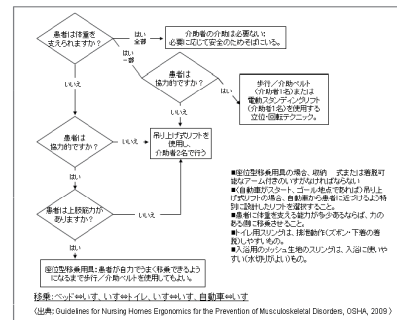 患者は体重を
支えられますか?
はい
全部
介助者の介助は必要ない:
必要に応じて安全のためそばにいる。
はい
一部
患者は
協力的ですか?
はい
歩行/介助ベルト
(介助者1名)または
電動スタンディングリフト
(介助者1名)を使用する
立位・回転テクニック。
いいえ
いいえ
患者は
協力的ですか?
いいえ
吊り上げ式リフトを
使用し、
介助者2名で行う
はい
いいえ
患者は上肢筋力が
ありますか?
はい
座位型移乗用具:患者が自力でうまく移乗できるよう
になるまで歩行/介助ベルトを使用してもよい。
■座位型移乗用具の場合、収納 式または着脱可
能なアーム付きのいすがなければならない
■(自動車がスタート、ゴール地点であれば)吊り上
げ式リフトの場合、自動車から患者に近づけるよう特
別に設計したリフトを選択すること。
■患者に体重を支える能力が多少あるならば、力の
ある側に移乗させること。
■トイレ用スリングは、排泄動作(ズボン・下着の着
脱)しやすいもの。
■入浴用のメッシュ生地のスリングは、入浴に使いや
すい(水切りがよい)もの。
移乗:ベッド⇔いす、いす⇔トイレ、いす⇔いす、自動車⇔いす
(出典: Guidelines for Nursing Homes Ergonomics for the Prevention of Musculoskeletal Disorders, OSHA, 2009 )